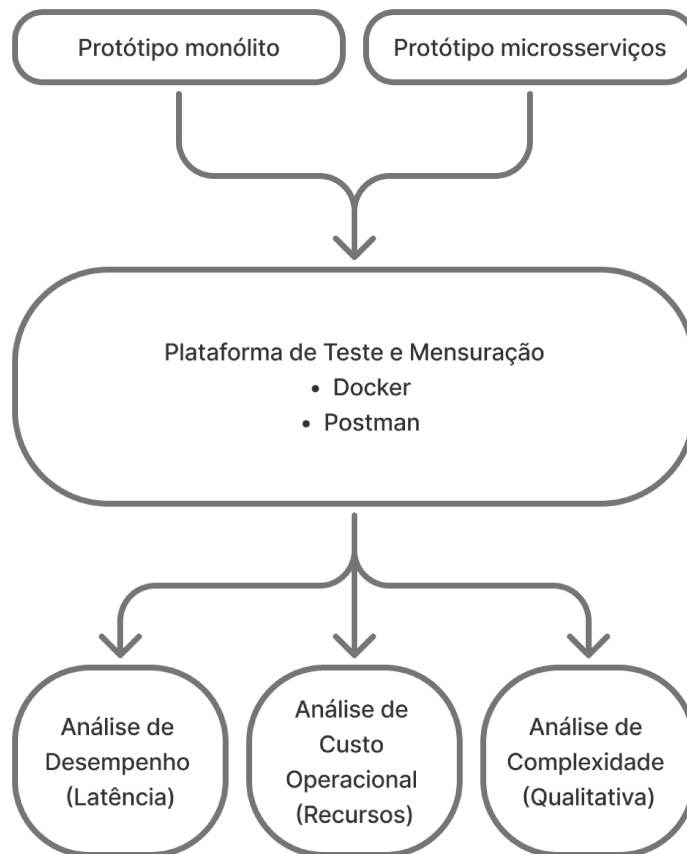 Protótipo monólito
Protótipo microsserviços
Plataforma de Teste e Mensuração
• Docker
• Postman
Análise de
Desempenho
(Latência)
Análise de
Custo
Operacional
(Recursos)
Análise de
Complexidade
(Qualitativa)